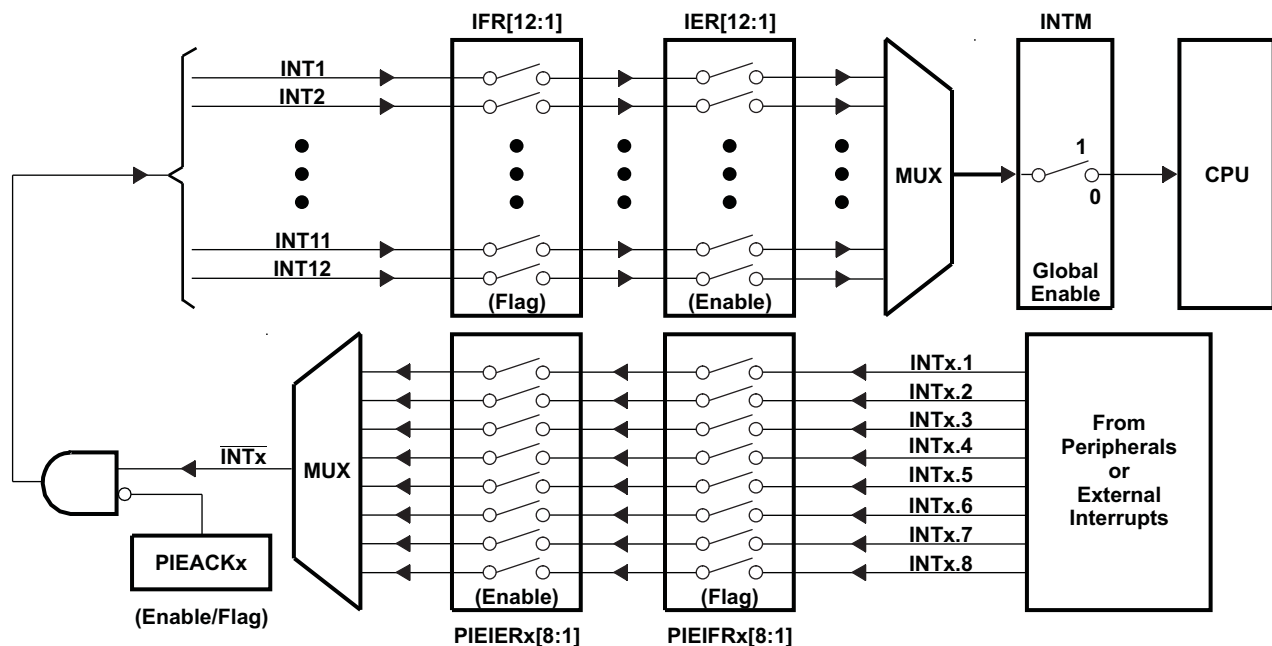 IFR[12:1]
IER[12:1]
INTM
INT1
INT2
INT11
INT12
(Flag)
(Enable)
MUX
1
0
Global
Enable
CPU
INTx.1
INTx.2
INTx.3
INTx.4
INTx.5
INTx.6
INTx.7
INTx.8
From
Peripherals
or
External
Interrupts
INTx
MUX
PIEACKx
(Enable/Flag)
(Enable)
(Flag)
PIEIERx[8:1]
PIEIFRx[8:1]